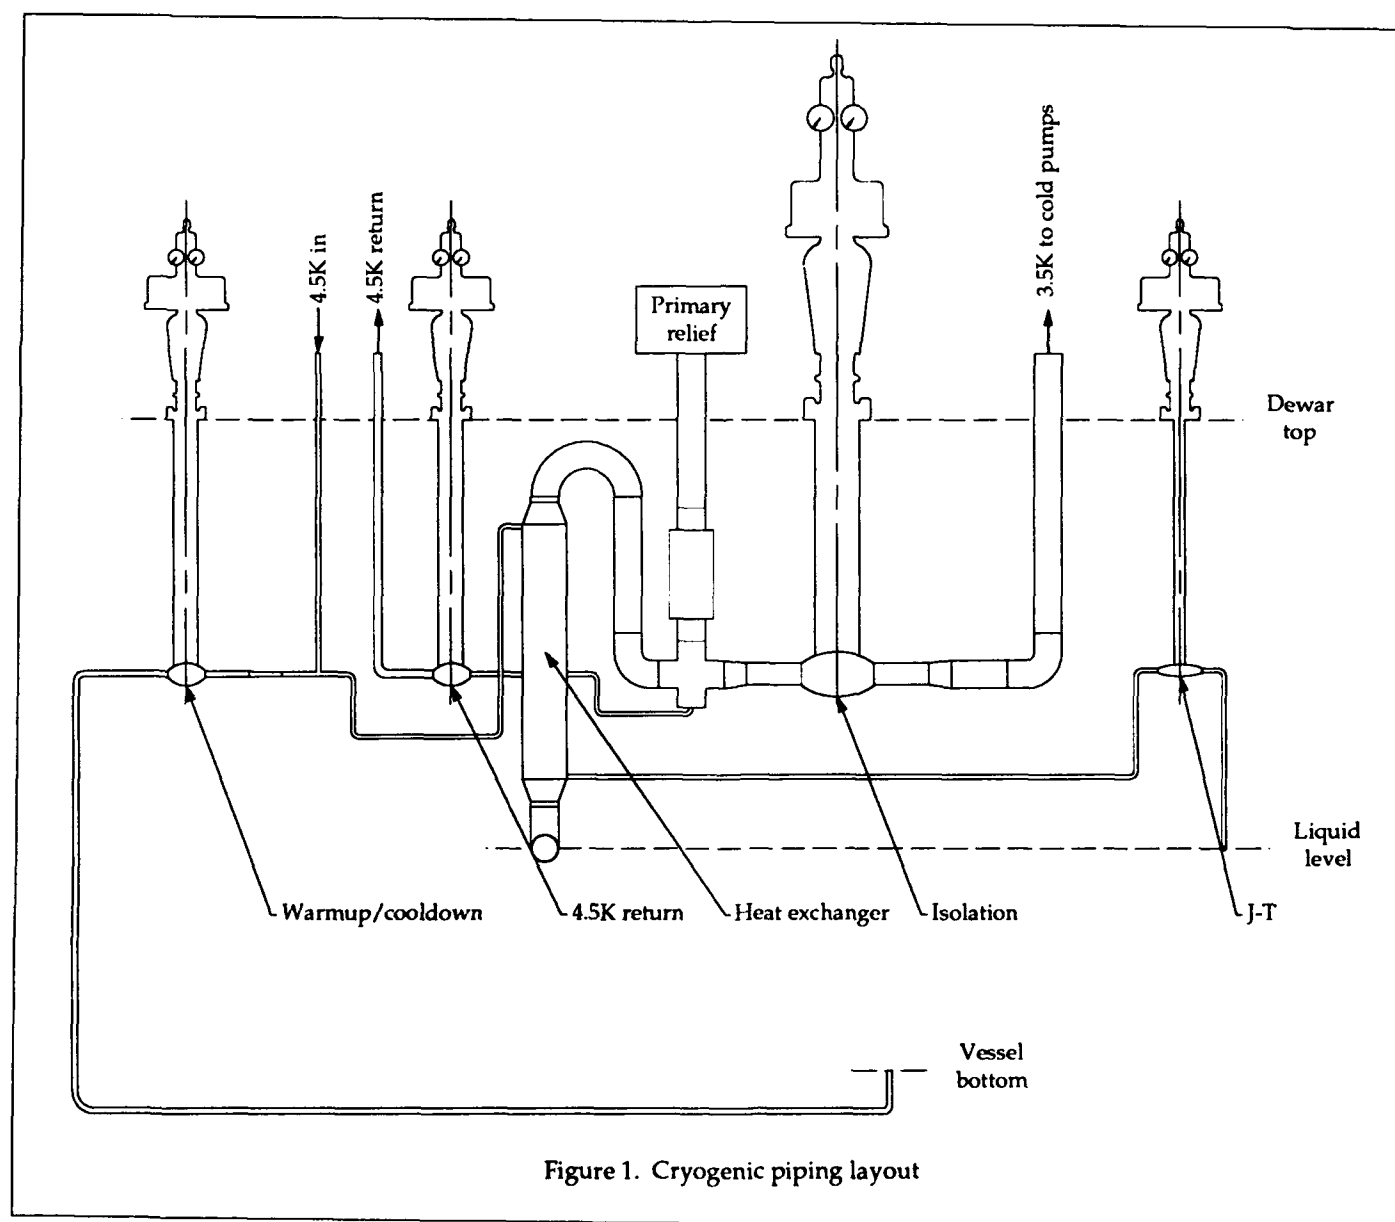 4.5K in
4.5K return
3.5K to cold pumps
Primary
relief
Dewar
top
Liquid
level
Warmup/cooldown
4.5K return
Heat exchanger
Isolation
J-T
Vessel
bottom
Figure 1. Cryogenic piping layout